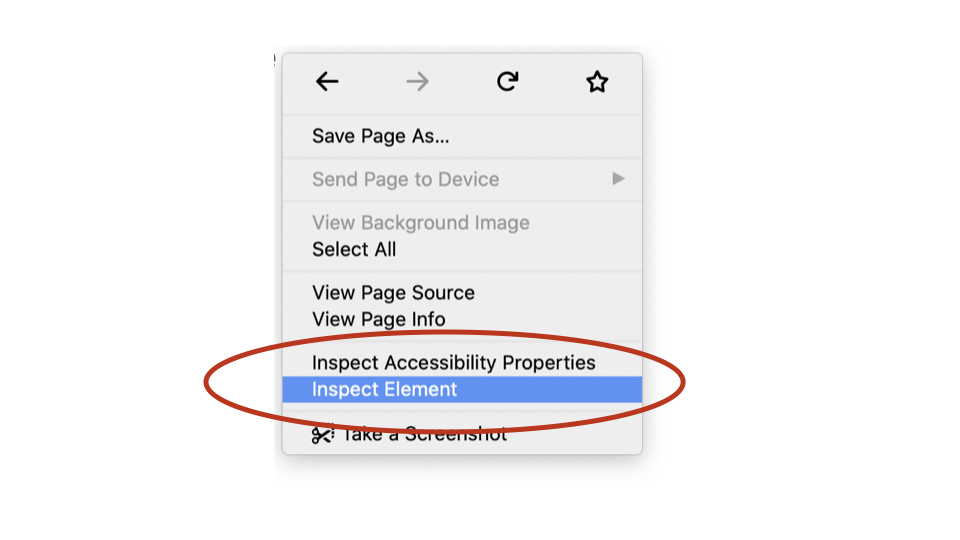 Save Page As...
Send Page to Device
View Background Image
Select All
View Page Source
View Page Info
Inspect Accessibility Properties
Inspect Element
Take a Screenshot